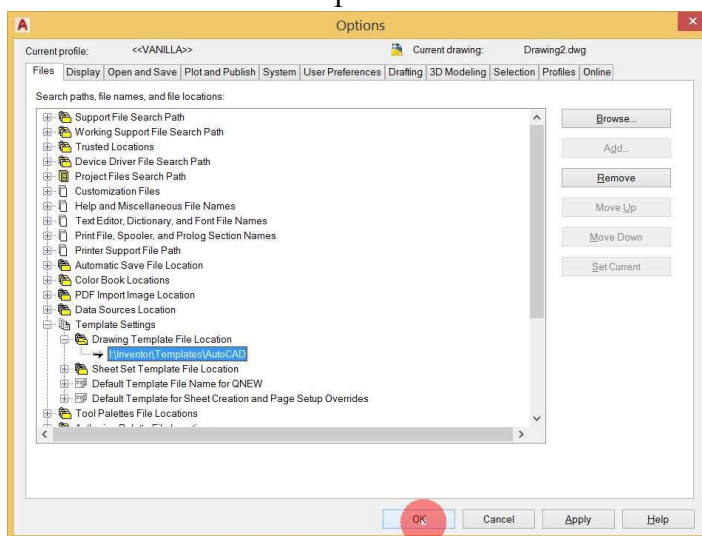 Options
Current profile: <<VANILLA>> Current drawing: Drawing2.dwg
Files Display Open and Save Plot and Publish System User Preferences Drafting 3D Modeling Selection Profiles Online
Search paths, file names, and file locations:
Support File Search Path
Working Support File Search Path
Trusted Locations
Device Driver File Search Path
Project Files Search Path
Customization Files
Help and Miscellaneous File Names
Text Editor, Dictionary, and Font File Names
Print File, Spooler, and Prolog Section Names
Printer Support File Path
Automatic Save File Location
Color Book Locations
PDF Import Image Location
Data Sources Location
Template Settings
Drawing Template File Location
I:\Inventor\Templates\AutoCAD
Sheet Set Template File Location
Default Template File Name for QNEW
Default Template for Sheet Creation and Page Setup Overrides
Tool Palettes File Locations
Browse...
Add...
Remove
Move Up
Move Down
Set Current
OK Cancel Apply Help